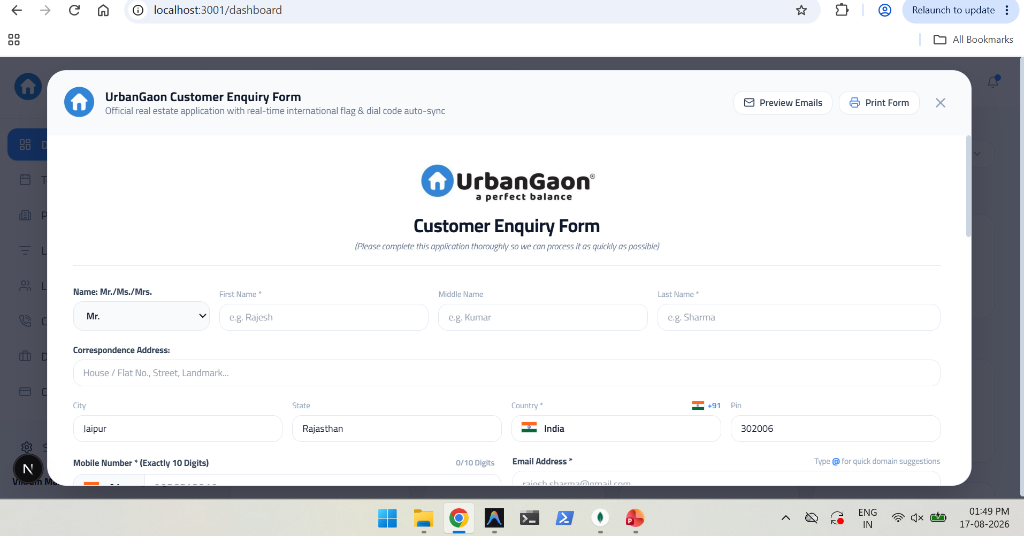 localhost:3001/dashboard
Relaunch to update
All Bookmarks
UrbanGaon Customer Enquiry Form
Official real estate application with real-time international flag & dial code auto-sync
Preview Emails
Print Form
UrbanGaon®
a perfect balance
Customer Enquiry Form
(Please complete this application thoroughly so we can process it as quickly as possible)
Name: Mr./Ms./Mrs.
First Name *
Middle Name
Last Name *
Mr.
e.g. Rajesh
e.g. Kumar
e.g. Sharma
Correspondence Address:
House / Flat No., Street, Landmark...
City
State
Country *
+91
Pin
Jaipur
Rajasthan
India
302006
Mobile Number * (Exactly 10 Digits)
0/10 Digits
Email Address *
Type @ for quick domain suggestions
rajesh.sharma@gmail.com
N
ENG
IN
01:49 PM
17-08-2026